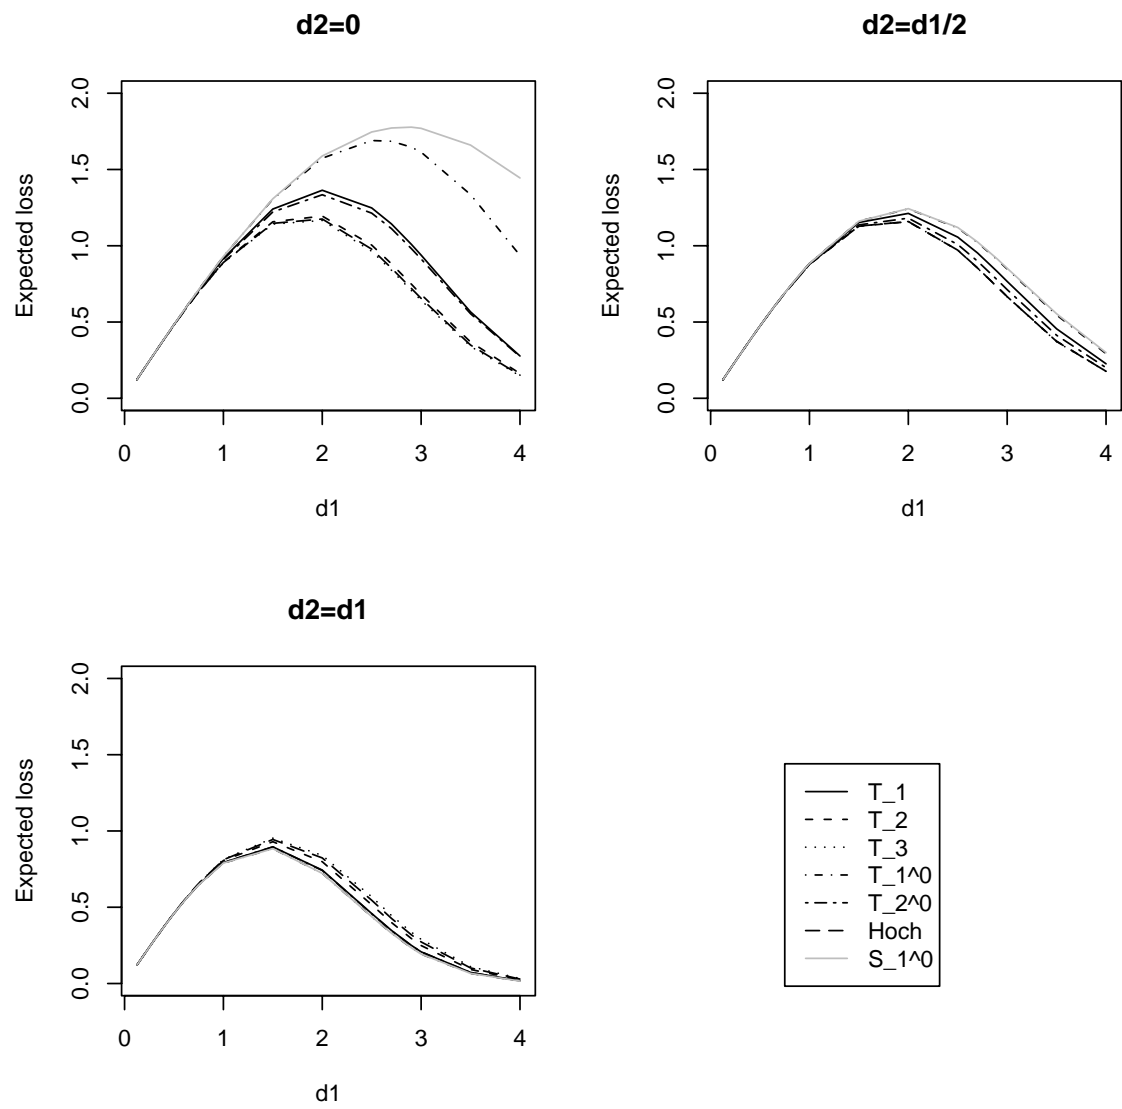 d2=0
Expected loss
2.0
1.5
1.0
0.5
0.0
0 1 2 3 4
d1
d2=d1/2
Expected loss
2.0
1.5
1.0
0.5
0.0
0 1 2 3 4
d1
d2=d1
Expected loss
2.0
1.5
1.0
0.5
0.0
0 1 2 3 4
d1
T_1
T_2
T_3
T_1^0
T_2^0
Hoch
S_1^0